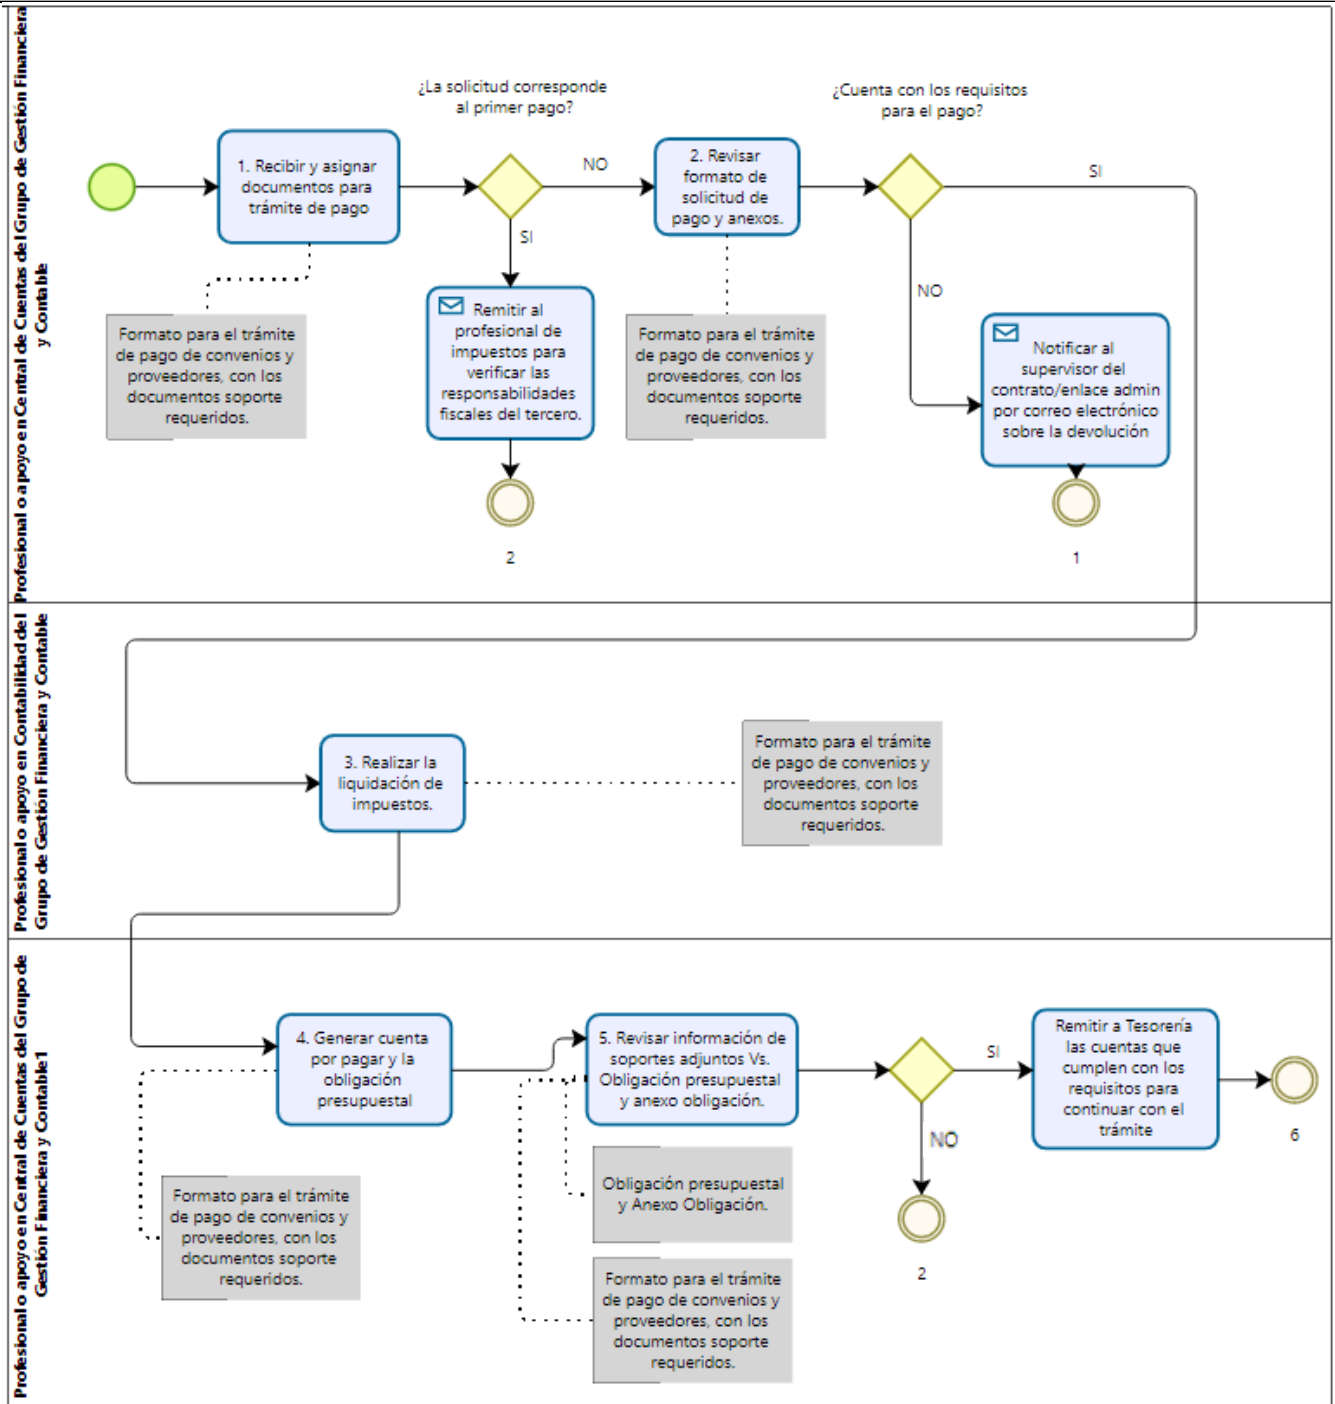 Profesional o apoyo en Central de Cuentas del Grupo de Gestión Financiera
y Contable
¿La solicitud corresponde
al primer pago?
¿Cuenta con los requisitos
para el pago?
1. Recibir y asignar
documentos para
trámite de pago
NO
2. Revisar
formato de
solicitud de
pago y anexos.
SI
SI
NO
Formato para el trámite
de pago de convenios y
proveedores, con los
documentos soporte
requeridos.
Remitir al
profesional de
impuestos para
verificar las
responsabilidades
fiscales del tercero.
Formato para el trámite
de pago de convenios y
proveedores, con los
documentos soporte
requeridos.
Notificar al
supervisor del
contrato/enlace admin
por correo electrónico
sobre la devolución
2
1
Profesional o apoyo en Contabilidad del
Grupo de Gestión Financiera y Contable
3. Realizar la
liquidación de
impuestos.
Formato para el trámite
de pago de convenios y
proveedores, con los
documentos soporte
requeridos.
Profesional o apoyo en Central de Cuentas del Grupo de
Gestión Financiera y Contable1
4. Generar cuenta
por pagar y la
obligación
presupuestal
5. Revisar información de
soportes adjuntos Vs.
Obligación presupuestal
y anexo obligación.
SI
Remitir a Tesorería
las cuentas que
cumplen con los
requisitos para
continuar con el
trámite
NO
6
Formato para el trámite
de pago de convenios y
proveedores, con los
documentos soporte
requeridos.
Obligación presupuestal
y Anexo Obligación.
2
Formato para el trámite
de pago de convenios y
proveedores, con los
documentos soporte
requeridos.